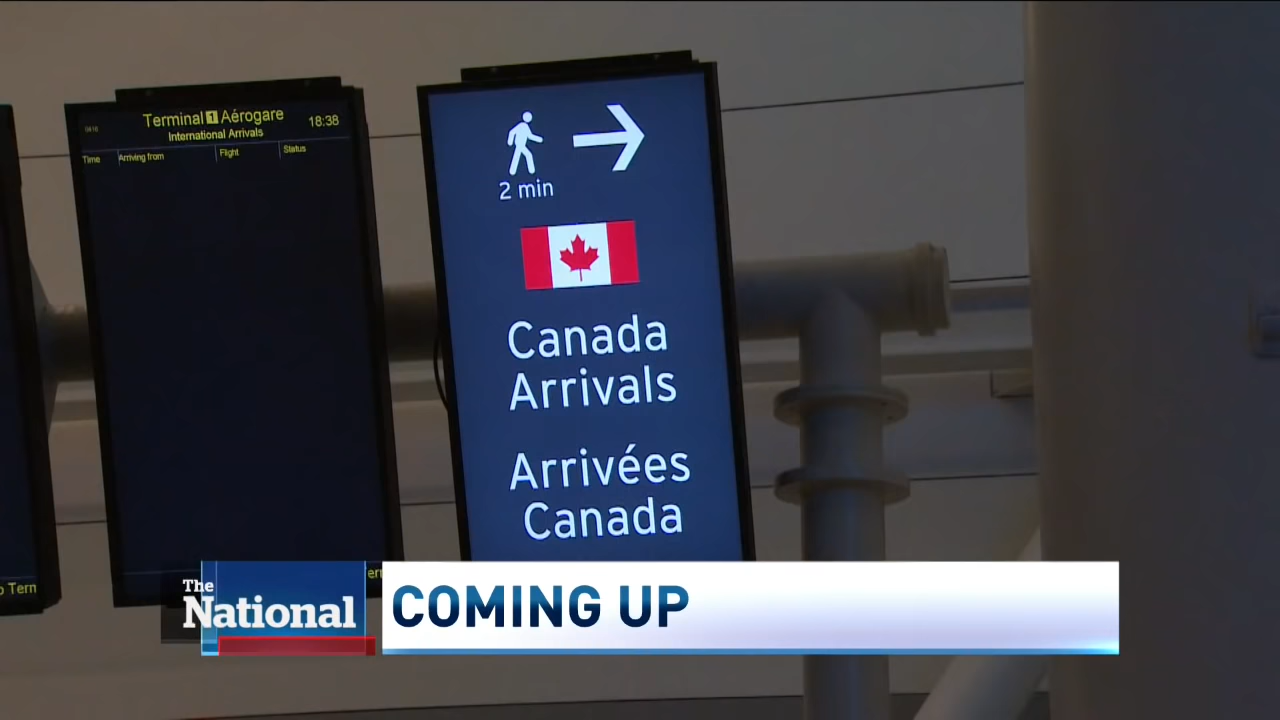 Terminal 1 Aérogare
18:38
International Arrivals
Time Arriving from Flight Status
2 min
Canada
Arrivals
Arrivées
Canada
Term
The
National
COMING UP